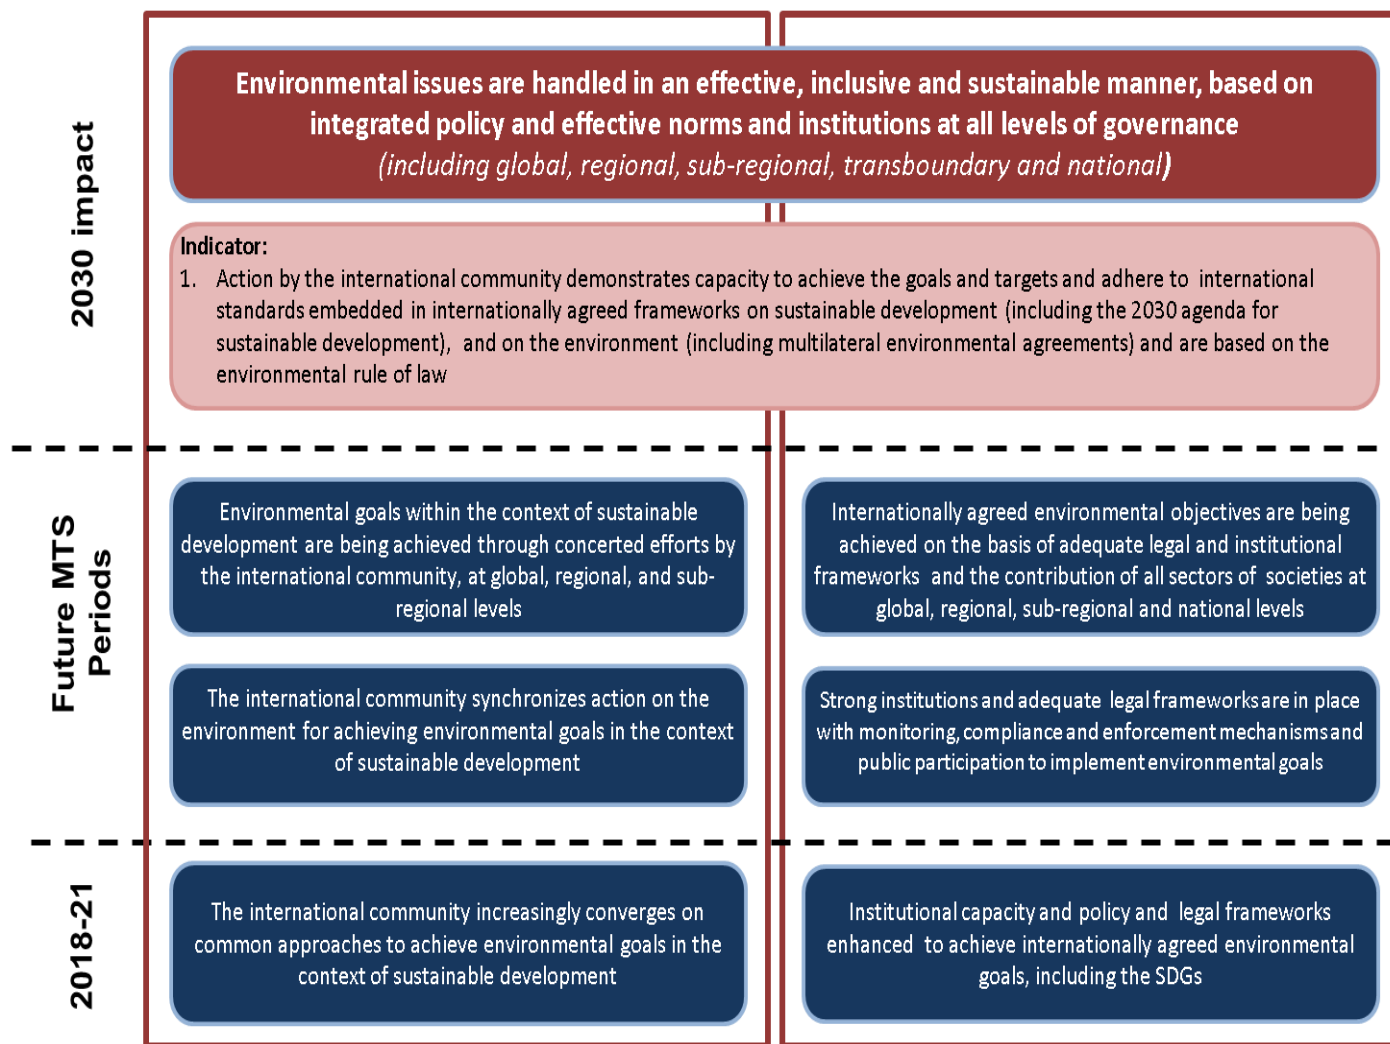 2030 impact
Environmental issues are handled in an effective, inclusive and sustainable manner, based on
integrated policy and effective norms and institutions at all levels of governance
(including global, regional, sub-regional, transboundary and national)
Indicator:
1. Action by the international community demonstrates capacity to achieve the goals and targets and adhere to international
standards embedded in internationally agreed frameworks on sustainable development (including the 2030 agenda for
sustainable development), and on the environment (including multilateral environmental agreements) and are based on the
environmental rule of law
Future MTS
Periods
Environmental goals within the context of sustainable
development are being achieved through concerted efforts by
the international community, at global, regional, and sub-
regional levels
Internationally agreed environmental objectives are being
achieved on the basis of adequate legal and institutional
frameworks and the contribution of all sectors of societies at
global, regional, sub-regional and national levels
The international community synchronizes action on the
environment for achieving environmental goals in the context
of sustainable development
Strong institutions and adequate legal frameworks are in place
with monitoring, compliance and enforcement mechanisms and
public participation to implement environmental goals
2018-21
The international community increasingly converges on
common approaches to achieve environmental goals in the
context of sustainable development
Institutional capacity and policy and legal frameworks
enhanced to achieve internationally agreed environmental
goals, including the SDGs